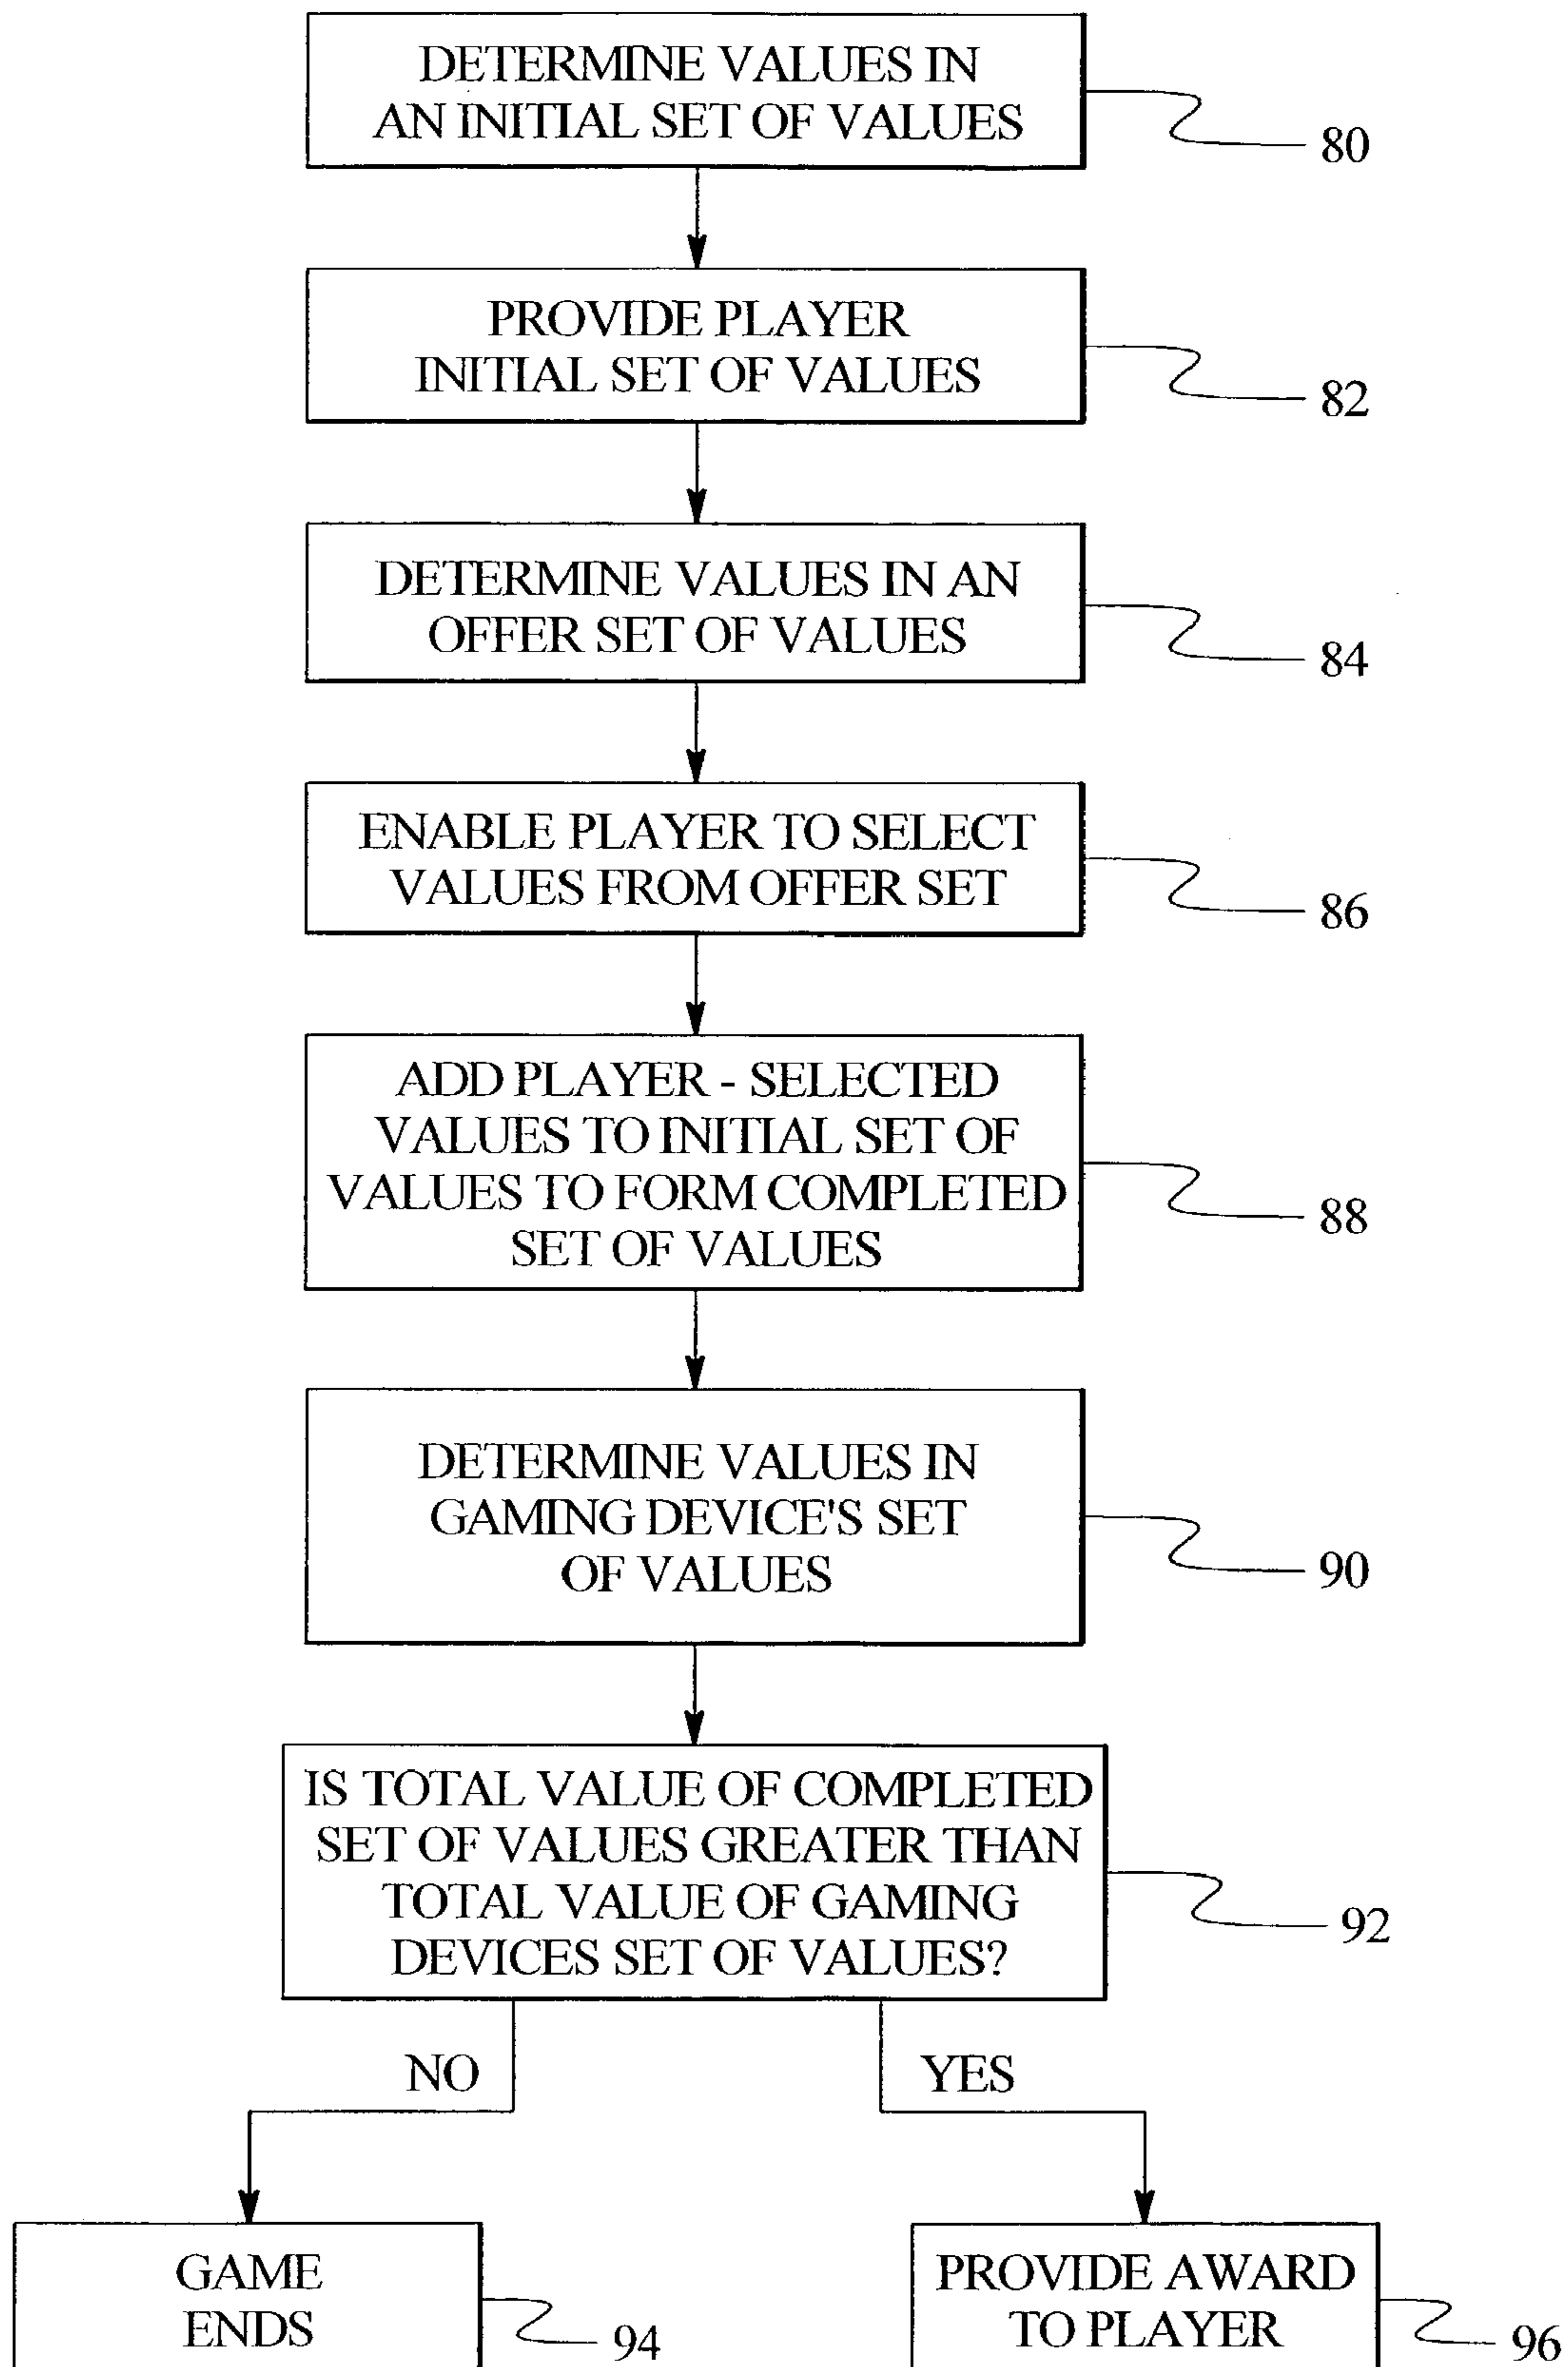 DETERMINE VALUES IN
AN INITIAL SET OF VALUES
80
PROVIDE PLAYER
INITIAL SET OF VALUES
82
DETERMINE VALUES IN AN
OFFER SET OF VALUES
84
ENABLE PLAYER TO SELECT
VALUES FROM OFFER SET
86
ADD PLAYER - SELECTED
VALUES TO INITIAL SET OF
VALUES TO FORM COMPLETED
SET OF VALUES
88
DETERMINE VALUES IN
GAMING DEVICE'S SET
OF VALUES
90
IS TOTAL VALUE OF COMPLETED
SET OF VALUES GREATER THAN
TOTAL VALUE OF GAMING
DEVICES SET OF VALUES?
92
NO
YES
GAME
ENDS
94
PROVIDE AWARD
TO PLAYER
96